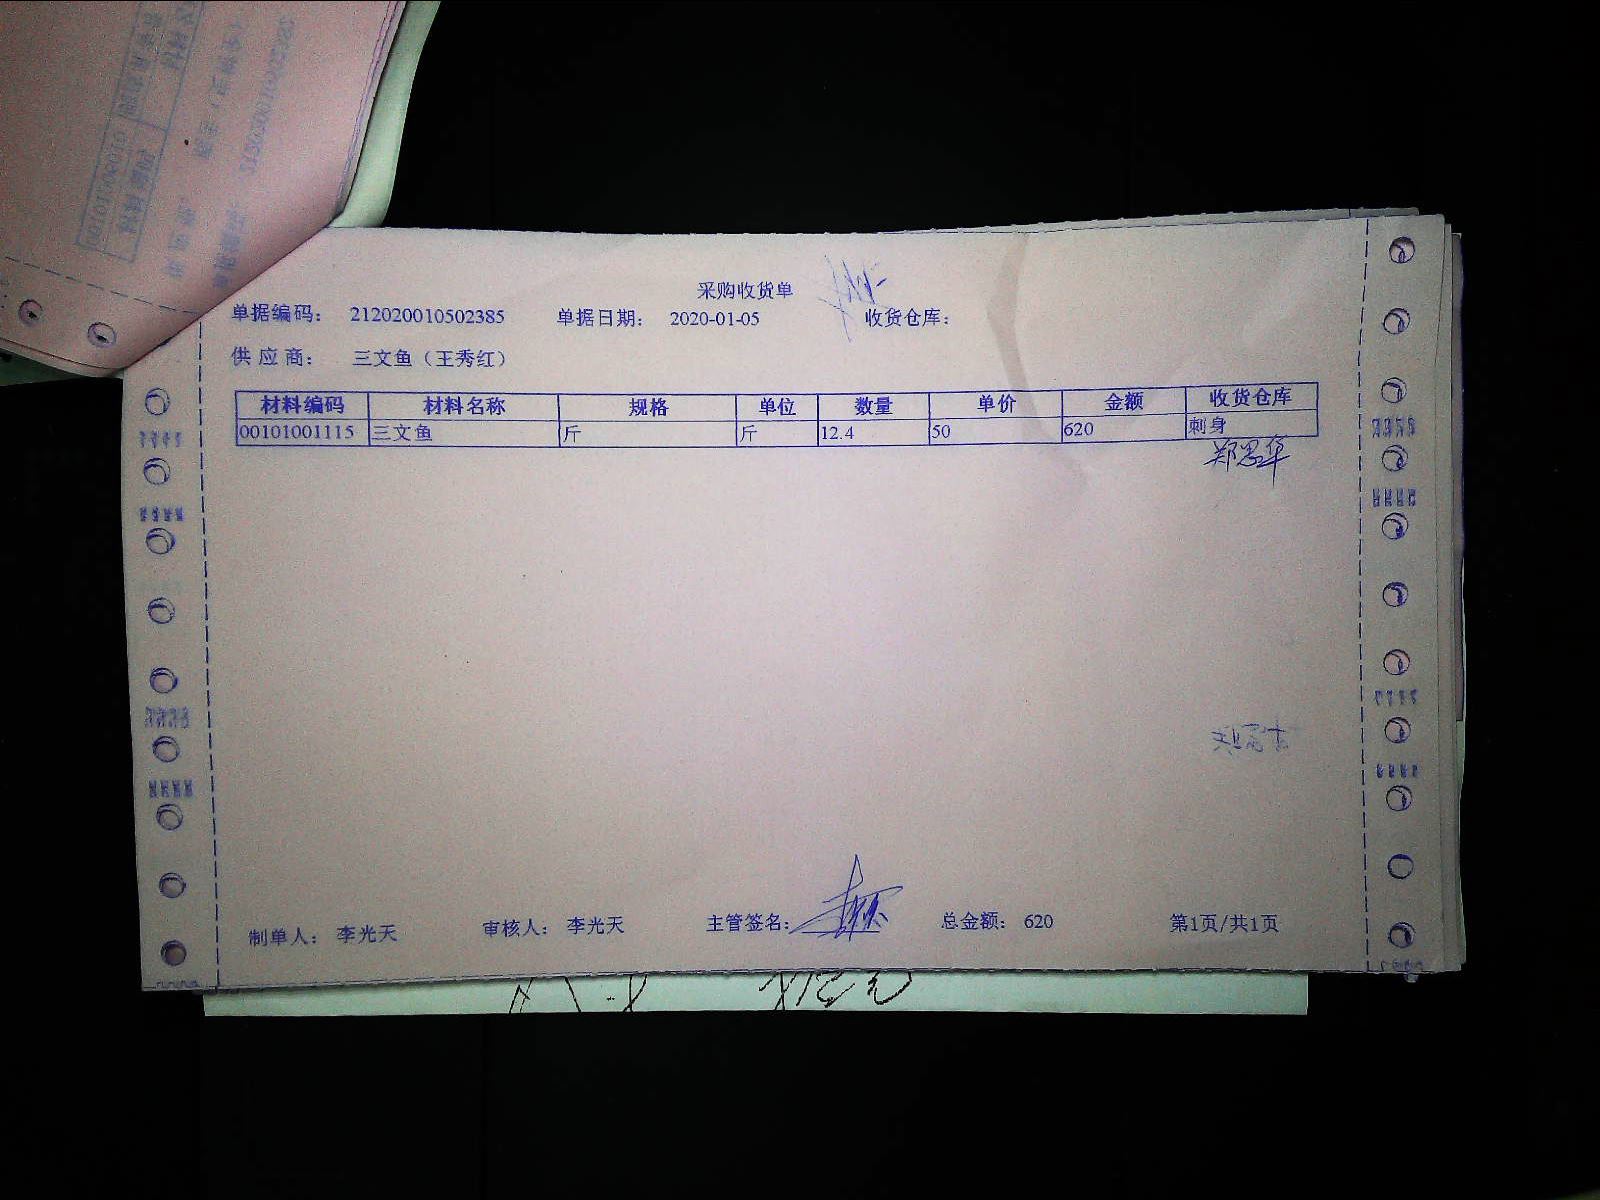 采购收货单
单据编码： 212020010502385 单据日期： 2020-01-05 收货仓库：
供应商： 三文鱼（王秀红）
材料编码 材料名称 规格 单位 数量 单价 金额 收货仓库
00101001115 三文鱼 斤 斤 12.4 50 620 刺身
郑思华
制单人： 李光天 审核人： 李光天 主管签名： 总金额： 620 第1页/共1页